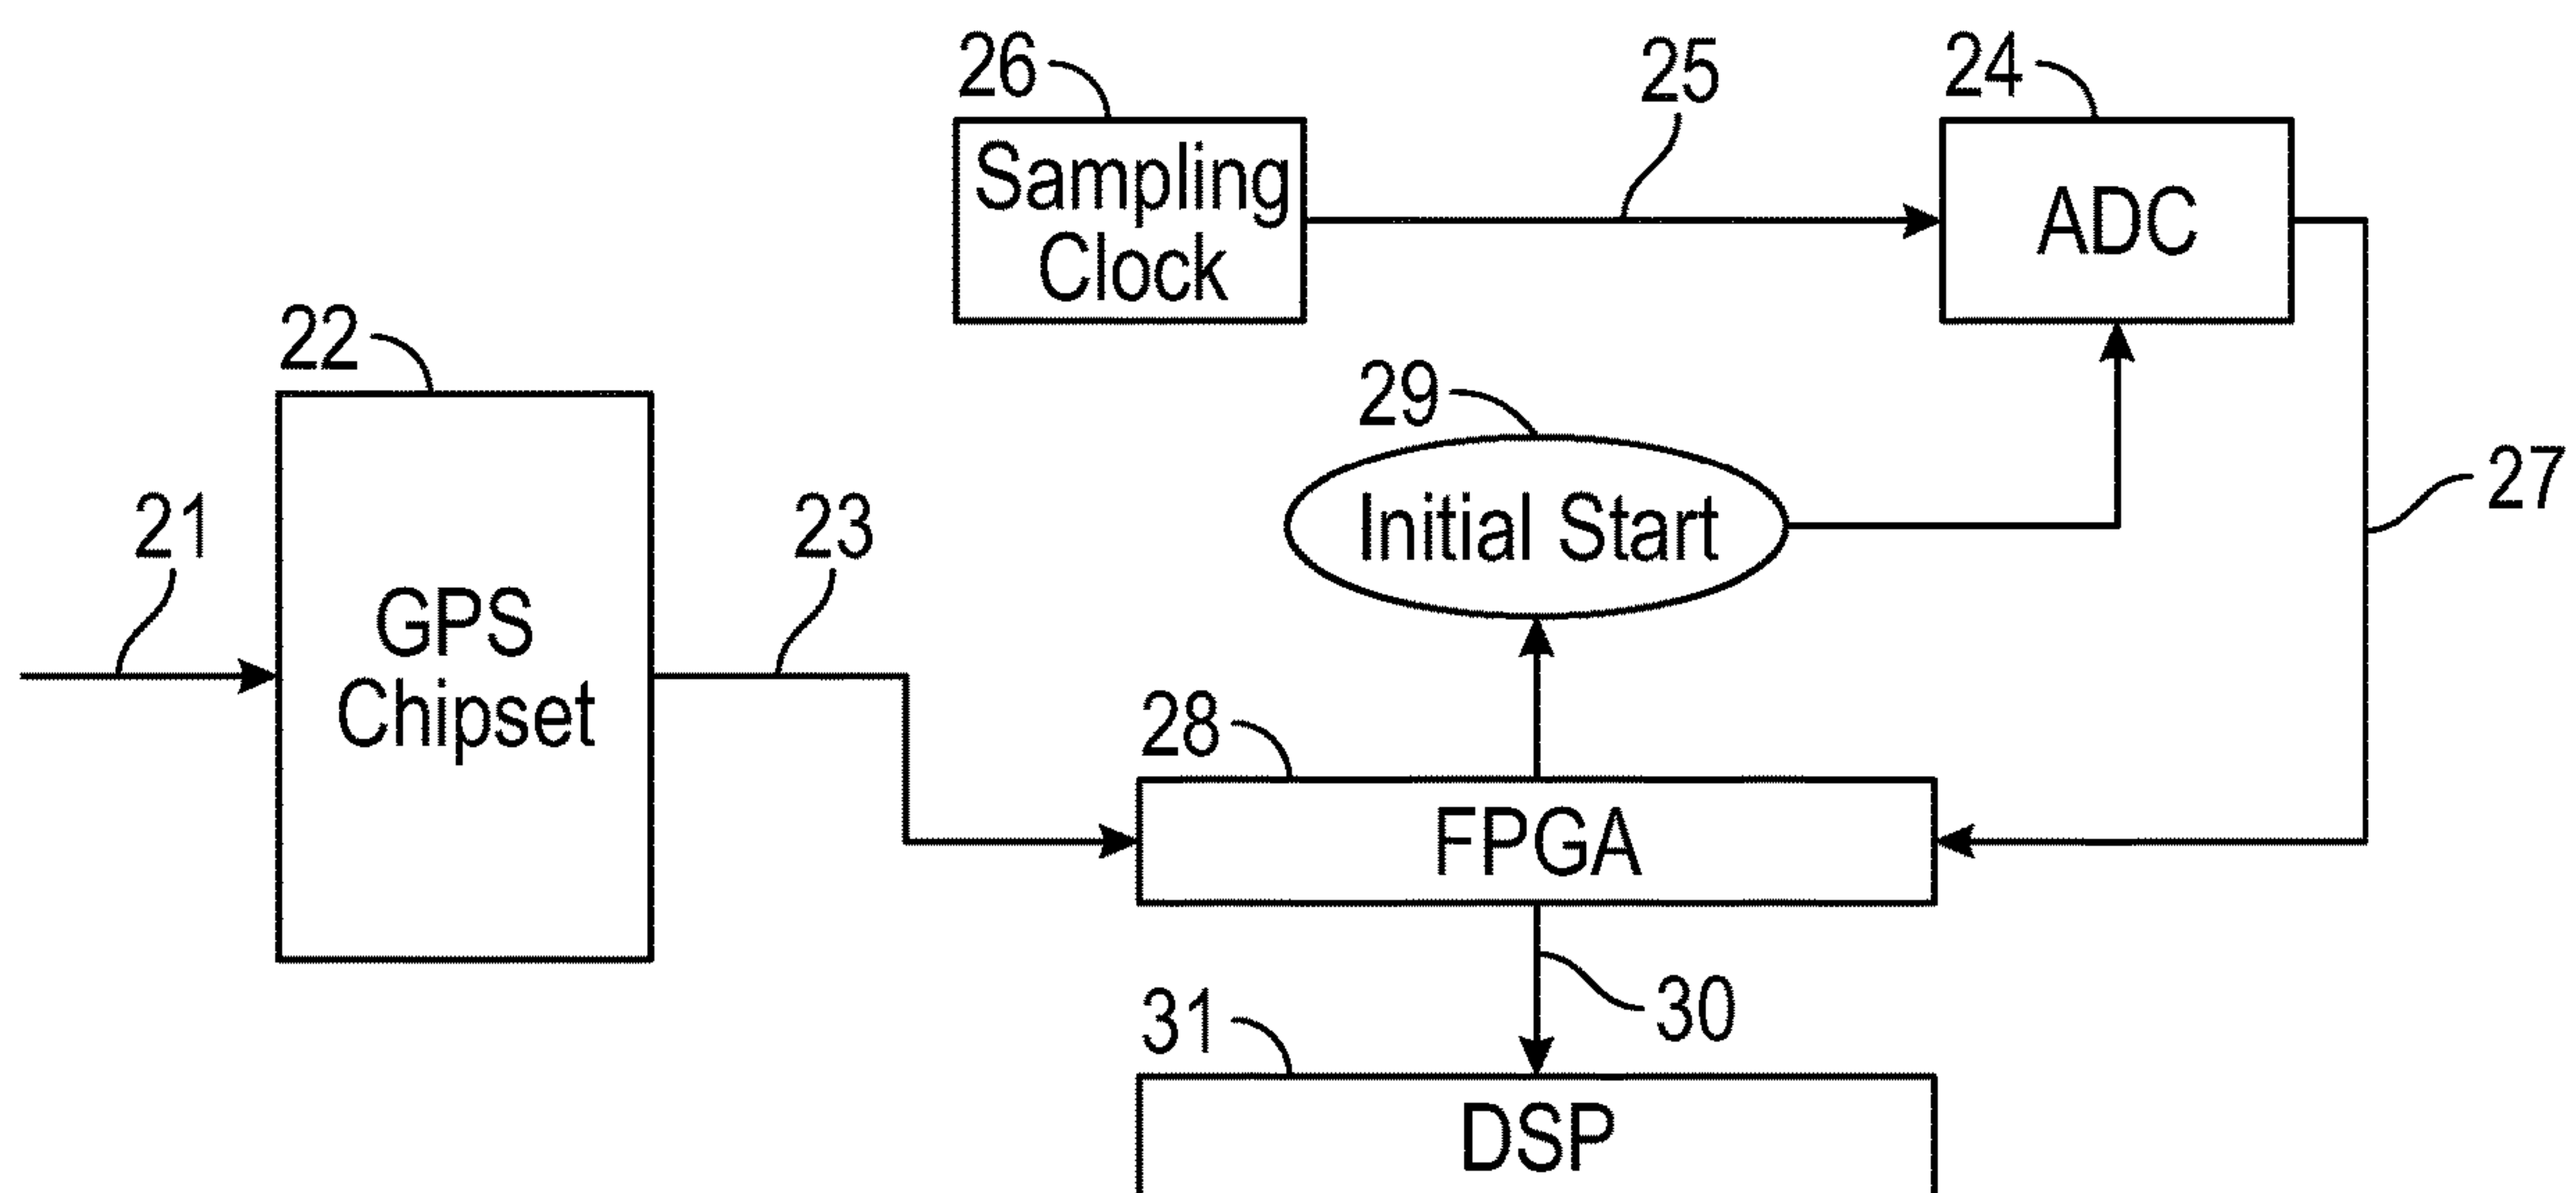 26
25
24
Sampling
Clock
ADC
22
29
27
21
23
Initial Start
GPS
Chipset
28
FPGA
31
30
DSP